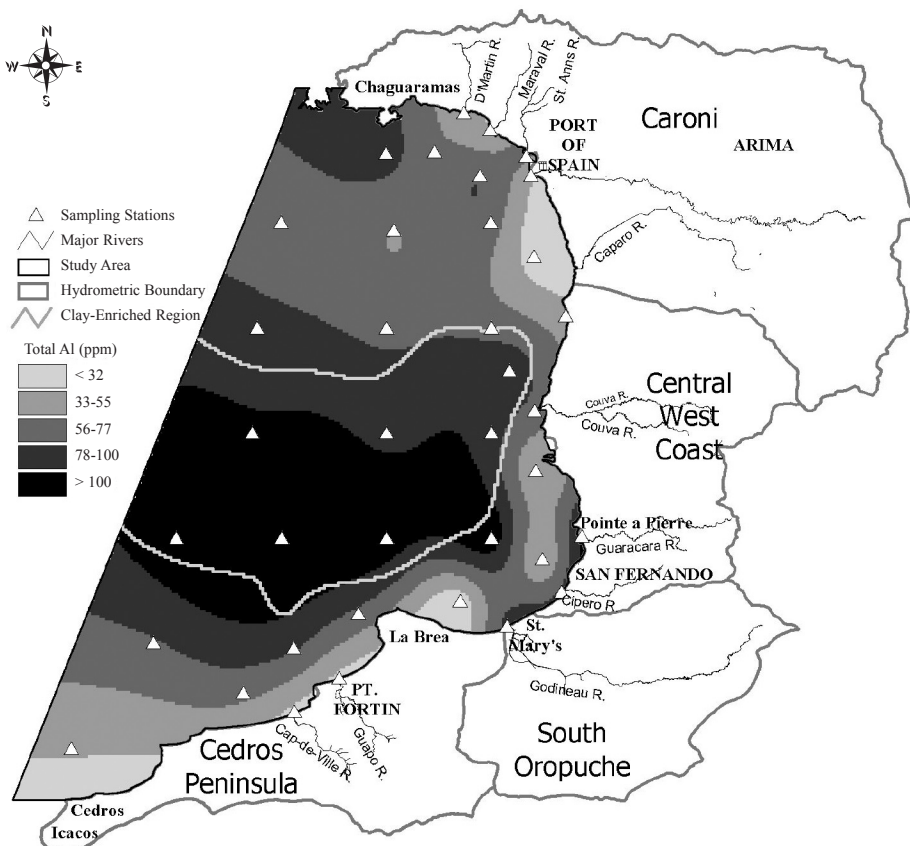 N
W E
S
Chaguaramas
D'Martin R.
Maraval R.
St. Anns R.
PORT
OF
SPAIN
Caroni
ARIMA
Caparo R.
Sampling Stations
Major Rivers
Study Area
Hydrometric Boundary
Clay-Enriched Region
Total Al (ppm)
< 32
33-55
56-77
78-100
> 100
Central
West
Coast
Couva R.
Couva R.
Pointe a Pierre
Guaracara R.
SAN FERNANDO
Cipero R
La Brea
St.
Mary's
Godineau R.
South
Oropuche
PT.
FORTIN
Guapo R.
Cap-de-Ville R.
Cedros
Peninsula
Cedros
Icacos